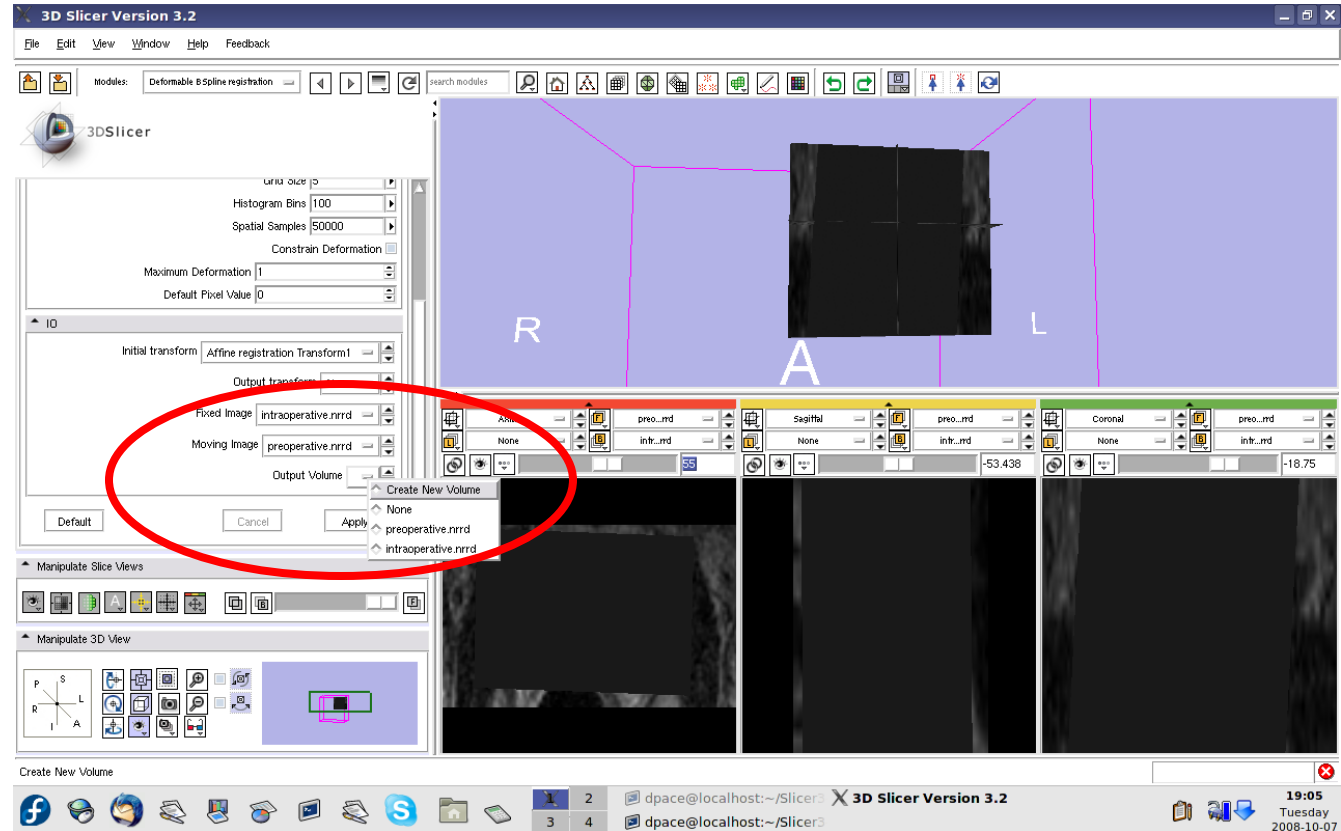 3D Slicer Version 3.2
File Edit View Window Help Feedback
Modules: Deformable BSpline registration search modules
3DSlicer
Grid Size 5
Histogram Bins 100
Spatial Samples 50000
Constrain Deformation
Maximum Deformation 1
Default Pixel Value 0
IO
Initial transform Affine registration Transform1
Output transform
Fixed Image intraoperative.nrrd
Moving Image preoperative.nrrd
Output Volume
Create New Volume
None
preoperative.nrrd
intraoperative.nrrd
Default Cancel Apply
Manipulate Slice Views
Manipulate 3D View
P S L R I A
R A L
F preo...rrd Sagittal F preo...rrd Coronal F preo...rrd
None B intr...rrd None B intr...rrd None B intr...rrd
55 -53.438 -18.75
Create New Volume
1 2 dpace@localhost:~/Slicer3 3D Slicer Version 3.2
3 4 dpace@localhost:~/Slicer3
19:05
Tuesday
2008-10-07